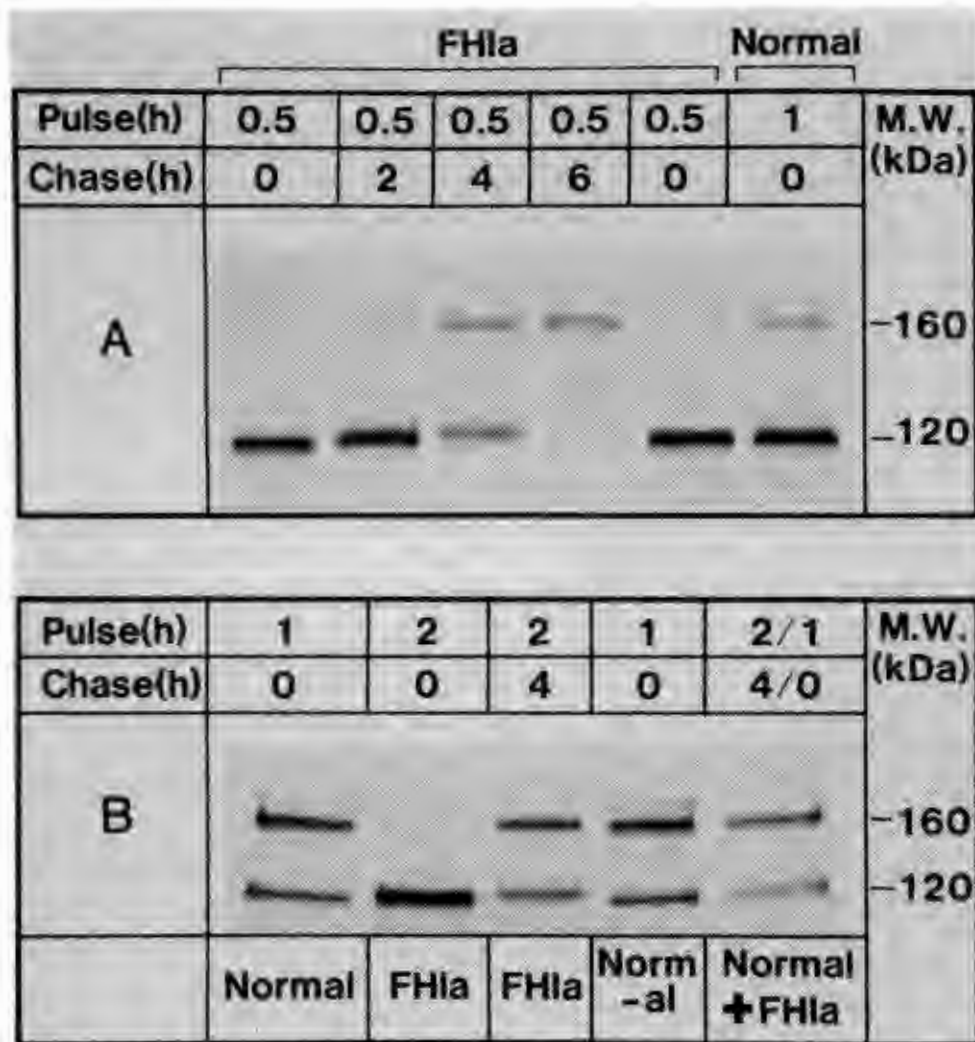 FHIa Normal
Pulse(h) 0.5 0.5 0.5 0.5 0.5 1 M.W.
Chase(h) 0 2 4 6 0 0 (kDa)
A
-160
-120
Pulse(h) 1 2 2 1 2/1 M.W.
Chase(h) 0 0 4 0 4/0 (kDa)
B
-160
-120
Normal FHIa FHIa Norm Normal
-al +FHIa